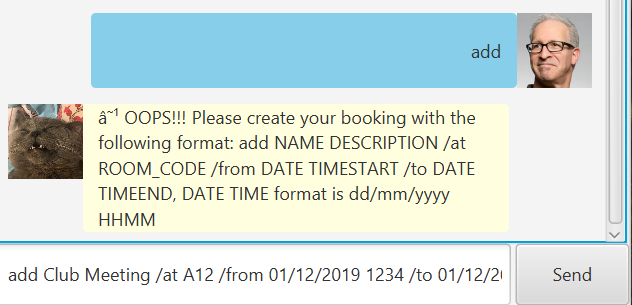 add
â˜¹ OOPS!!! Please create your booking with the
following format: add NAME DESCRIPTION /at
ROOM_CODE /from DATE TIMESTART /to DATE
TIMEEND, DATE TIME format is dd/mm/yyyy
HHMM
add Club Meeting /at A12 /from 01/12/2019 1234 /to 01/12/20
Send